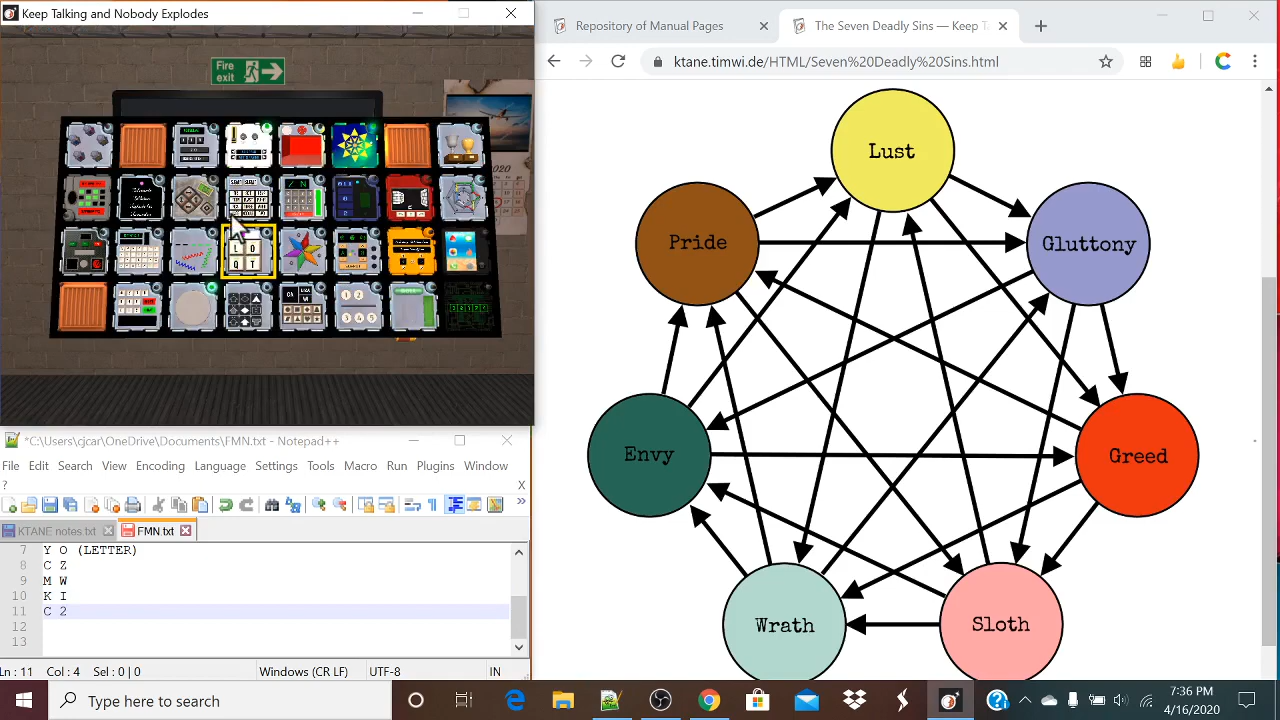 Keep Talking and Nobody Explodes
Fire
exit
2020
L O
Q T
Repository of Manual Pages
The Seven Deadly Sins — Keep T
ktane.timwi.de/HTML/Seven%20Deadly%20Sins.html
Lust
Pride
Gluttony
Envy
Greed
Wrath
Sloth
*C:\Users\cjcar\OneDrive\Documents\FMN.txt - Notepad++
File Edit Search View Encoding Language Settings Tools Macro Run Plugins Window
?
X
KTANE notes.txt
FMN.txt
7 Y O (LETTER)
8 C Z
9 M W
10 K I
11 C 2
12
13
Ln : 11 Col : 4 Sel : 0 | 0 Windows (CR LF) UTF-8 IN
Type here to search
7:36 PM
4/16/2020